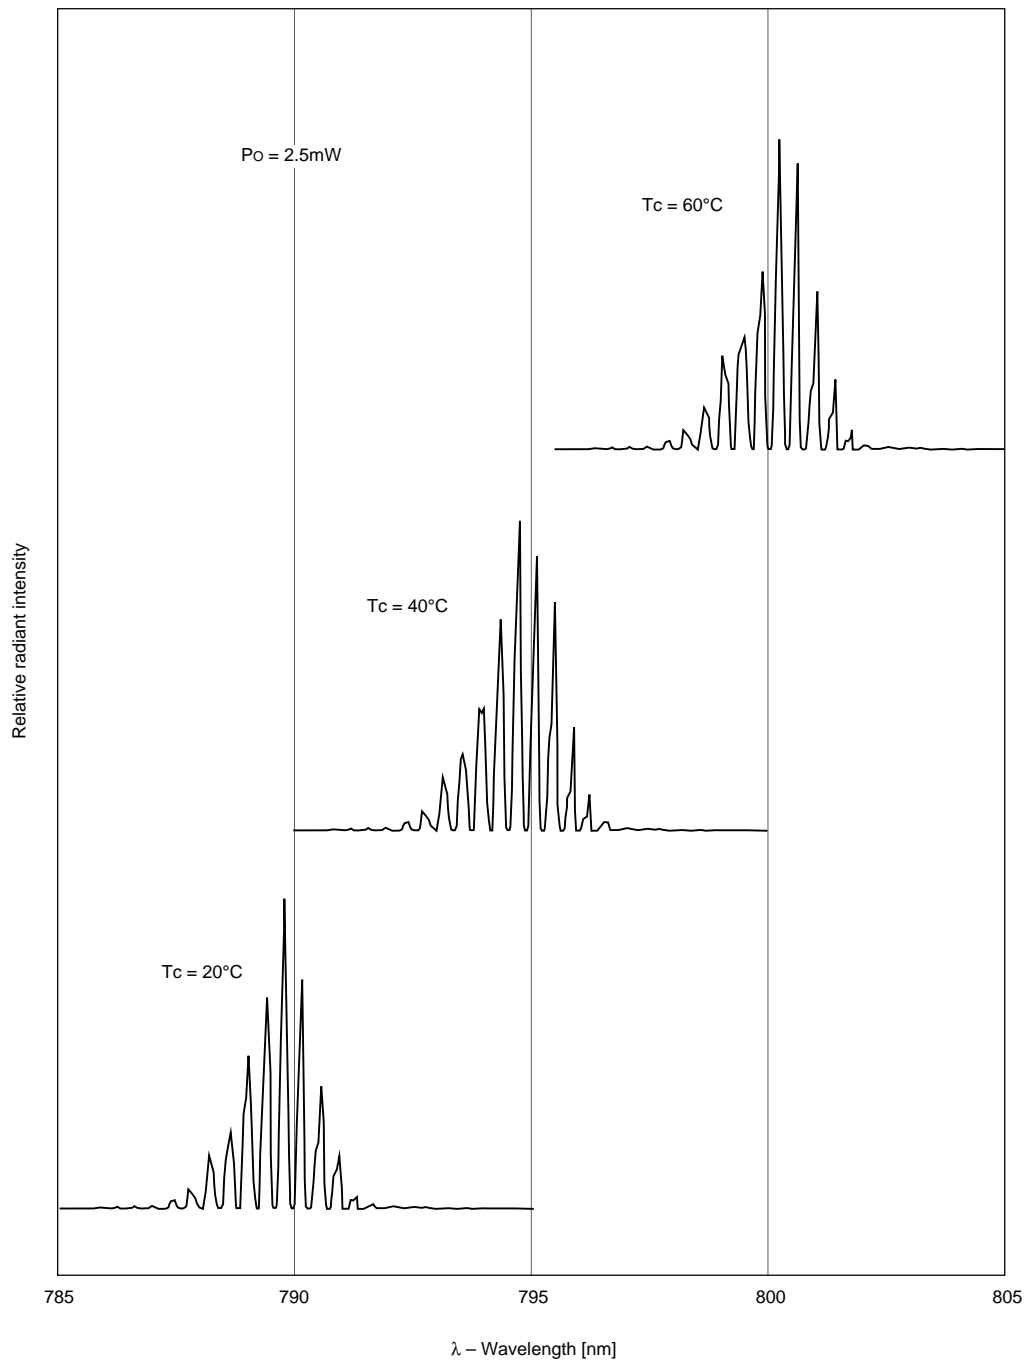 Po = 2.5mW
Tc = 60°C
Relative radiant intensity
Tc = 40°C
Tc = 20°C
785 790 795 800 805
λ – Wavelength [nm]